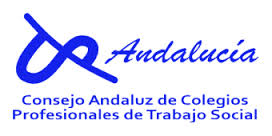 Andalucía
Consejo Andaluz de Colegios
Profesionales de Trabajo Social